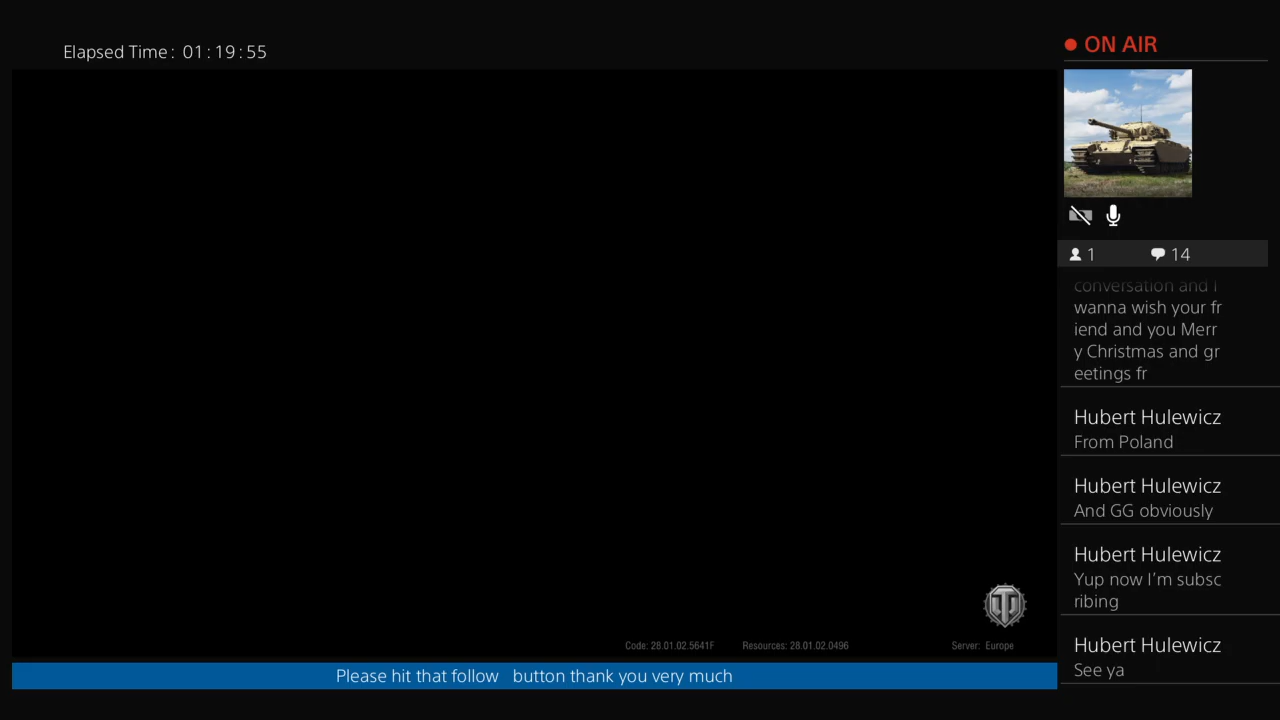 Elapsed Time: 01:19:55
ON AIR
1 14
conversation and I
wanna wish your fr
iend and you Merr
y Christmas and gr
eetings fr
Hubert Hulewicz
From Poland
Hubert Hulewicz
And GG obviously
Hubert Hulewicz
Yup now I'm subsc
ribing
Hubert Hulewicz
See ya
Code: 28.01.02.5641F Resources: 28.01.02.0496 Server: Europe
Please hit that follow button thank you very much